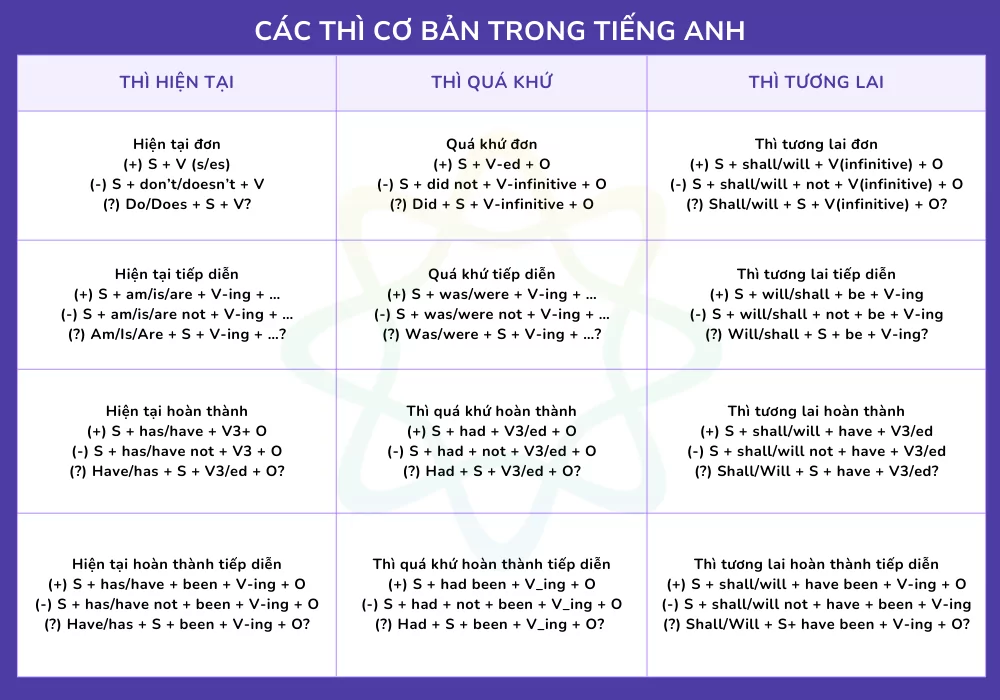 CÁC THÌ CƠ BẢN TRONG TIẾNG ANH
THÌ HIỆN TẠI
THÌ QUÁ KHỨ
THÌ TƯƠNG LAI
Hiện tại đơn
(+) S + V (s/es)
(-) S + don't/doesn't + V
(?) Do/Does + S + V?
Quá khứ đơn
(+) S + V-ed + O
(-) S + did not + V-infinitive + O
(?) Did + S + V-infinitive + O
Thì tương lai đơn
(+) S + shall/will + V(infinitive) + O
(-) S + shall/will + not + V(infinitive) + O
(?) Shall/will + S + V(infinitive) + O?
Hiện tại tiếp diễn
(+) S + am/is/are + V-ing + ...
(-) S + am/is/are not + V-ing + ...
(?) Am/Is/Are + S + V-ing + ...?
Quá khứ tiếp diễn
(+) S + was/were + V-ing + ...
(-) S + was/were not + V-ing + ...
(?) Was/were + S + V-ing + ...?
Thì tương lai tiếp diễn
(+) S + will/shall + be + V-ing
(-) S + will/shall + not + be + V-ing
(?) Will/shall + S + be + V-ing?
Hiện tại hoàn thành
(+) S + has/have + V3+ O
(-) S + has/have not + V3 + O
(?) Have/has + S + V3/ed + O?
Thì quá khứ hoàn thành
(+) S + had + V3/ed + O
(-) S + had + not + V3/ed + O
(?) Had + S + V3/ed + O?
Thì tương lai hoàn thành
(+) S + shall/will + have + V3/ed
(-) S + shall/will not + have + V3/ed
(?) Shall/Will + S + have + V3/ed?
Hiện tại hoàn thành tiếp diễn
(+) S + has/have + been + V-ing + O
(-) S + has/have not + been + V-ing + O
(?) Have/has + S + been + V-ing + O?
Thì quá khứ hoàn thành tiếp diễn
(+) S + had been + V_ing + O
(-) S + had + not + been + V_ing + O
(?) Had + S + been + V_ing + O?
Thì tương lai hoàn thành tiếp diễn
(+) S + shall/will + have been + V-ing + O
(-) S + shall/will not + have + been + V-ing
(?) Shall/Will + S+ have been + V-ing + O?